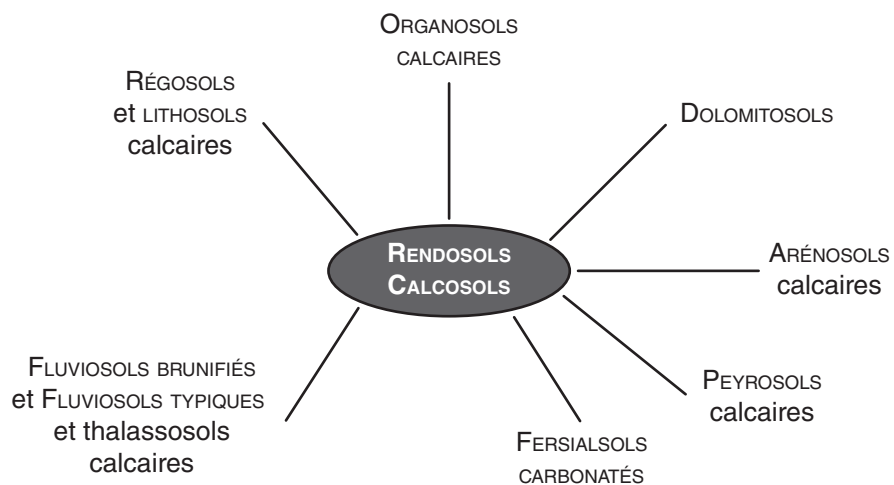 ORGANOSOLS
CALCAIRES
RÉGOSOLS
et LITHOSOLS
calcaires
DOLOMITOSOLS
RENDOSOLS
CALCOSOLS
ARÉNOSOLS
calcaires
FLUVIOSOLS BRUNIFIÉS
et FLUVIOSOLS TYPIQUES
et thalassosols
calcaires
PEYROSOLS
calcaires
FERSIALSOLS
CARBONATÉS